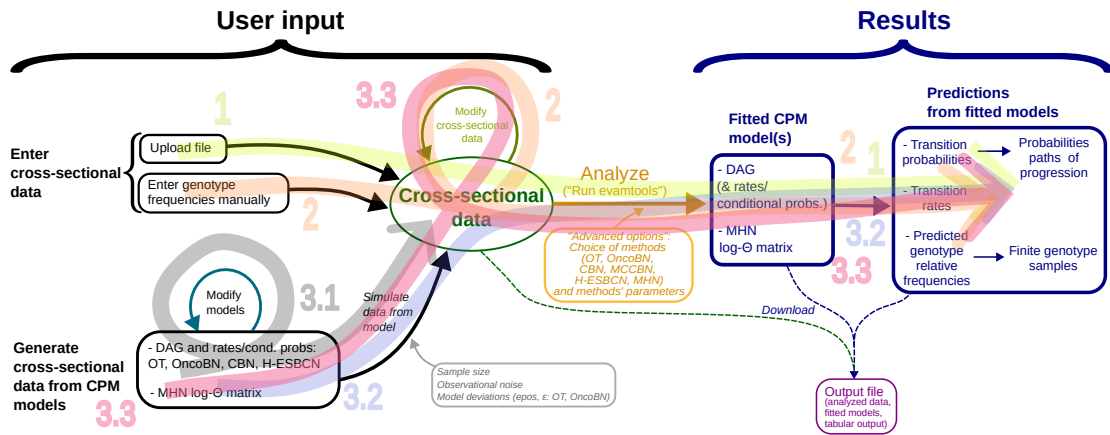 User input
Results
3.3
2
1
Modify
cross-sectional
data
Predictions
from fitted models
Fitted CPM
model(s)
Enter
cross-sectional
data
Upload file
Enter genotype
frequencies manually
2
Cross-sectional
data
Analyze
("Run evamtools")
"Advanced options":
Choice of methods
(OT, OncoBN,
CBN, MCCBN,
H-ESBCN, MHN)
and methods' parameters
- DAG
(& rates/
conditional probs.)
- MHN
log-Θ matrix
2
1
3.2
3.3
- Transition
probabilities
Probabilities
paths of
progression
- Transition
rates
- Predicted
genotype
relative
frequencies
Finite genotype
samples
Modify
models
3.1
Simulate
data from
model
Download
Generate
cross-sectional
data from CPM
models
- DAG and rates/cond. probs:
OT, OncoBN, CBN, H-ESBCN
- MHN log-Θ matrix
3.3
3.2
Sample size
Observational noise
Model deviations (epos, ε: OT, OncoBN)
Output file
(analyzed data,
fitted models,
tabular output)